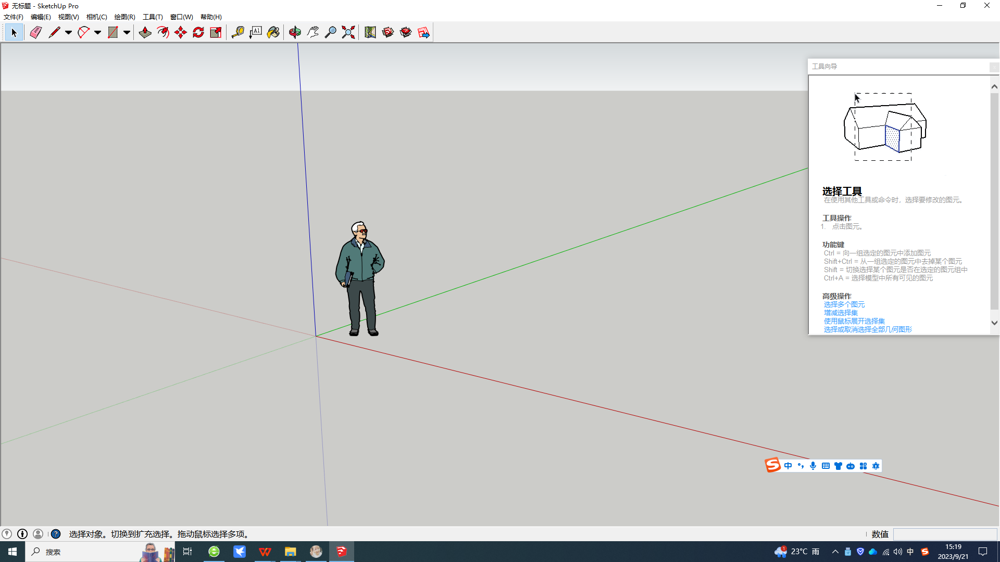 无标题 - SketchUp Pro
文件(F) 编辑(E) 视图(V) 相机(C) 绘图(R) 工具(T) 窗口(W) 帮助(H)
A1
工具向导
选择工具
在使用其他工具或命令时，选择要修改的图元。
工具操作
1. 点击图元。
功能键
Ctrl = 向一组选定的图元中添加图元
Shift+Ctrl = 从一组选定的图元中去掉某个图元
Shift = 切换选择某个图元是否在选定的图元组中
Ctrl+A = 选择模型中所有可见的图元
高级操作
选择多个图元
增减选择集
使用鼠标展开选择集
选择或取消选择全部几何图形
中
选择对象。切换到扩充选择。拖动鼠标选择多项。
数值
搜索
1
23°C 雨
中
15:19
2023/9/21